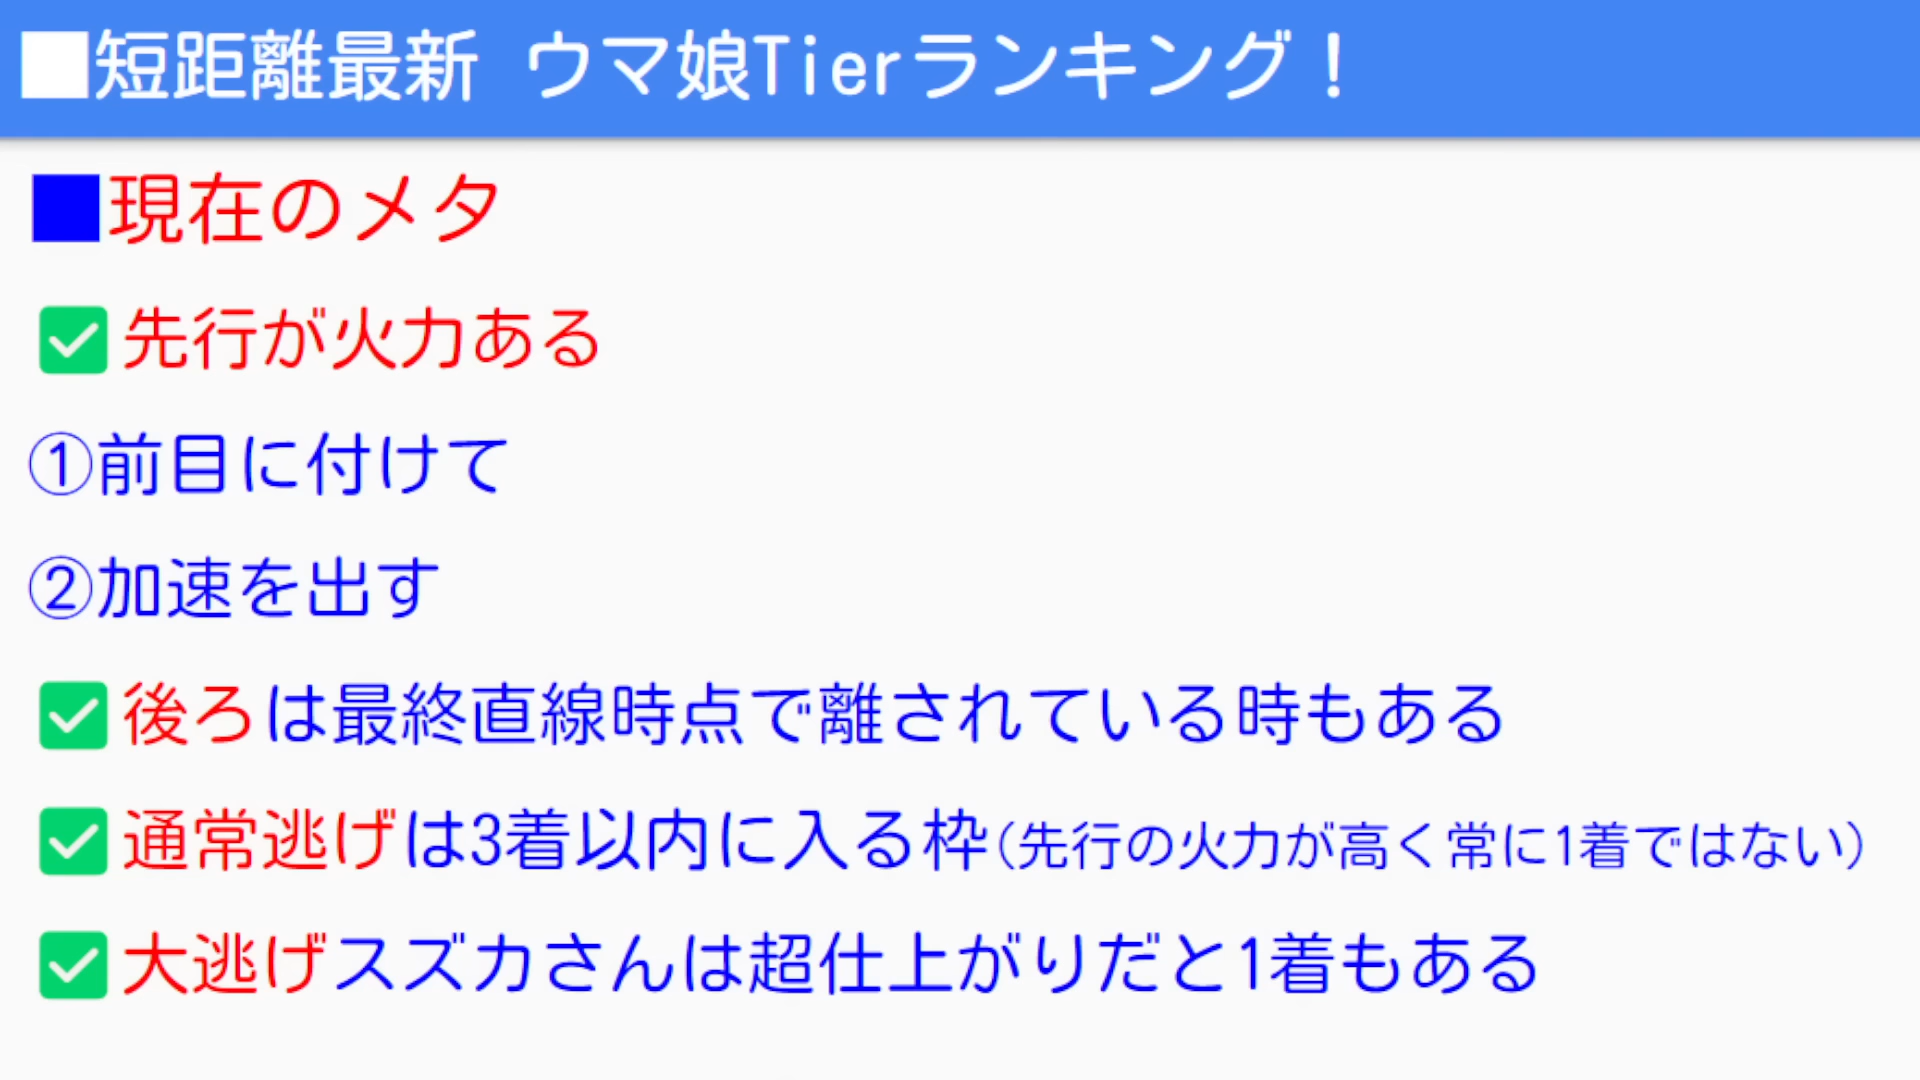 ■短距離最新 ウマ娘Tierランキング！
■現在のメタ
✅先行が火力ある
①前目に付けて
②加速を出す
✅後ろは最終直線時点で離されている時もある
✅通常逃げは3着以内に入る枠(先行の火力が高く常に1着ではない)
✅大逃げスズカさんは超仕上がりだと1着もある